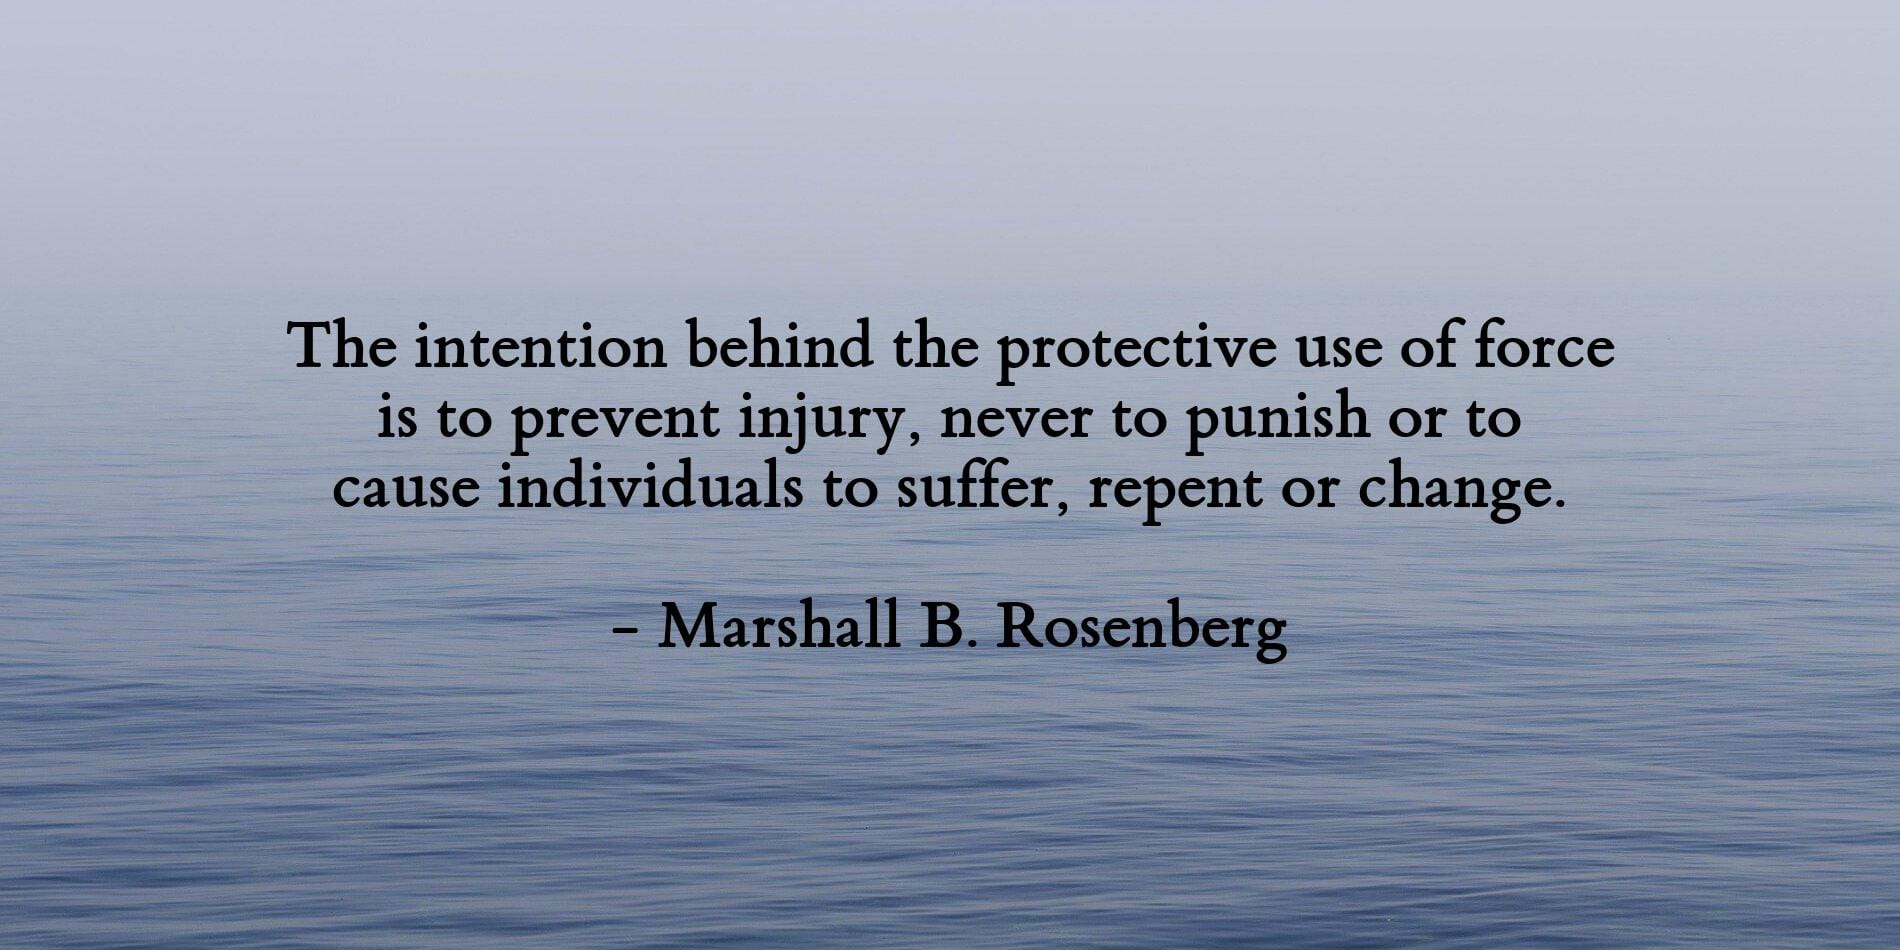 The intention behind the protective use of force
is to prevent injury, never to punish or to
cause individuals to suffer, repent or change.
- Marshall B. Rosenberg